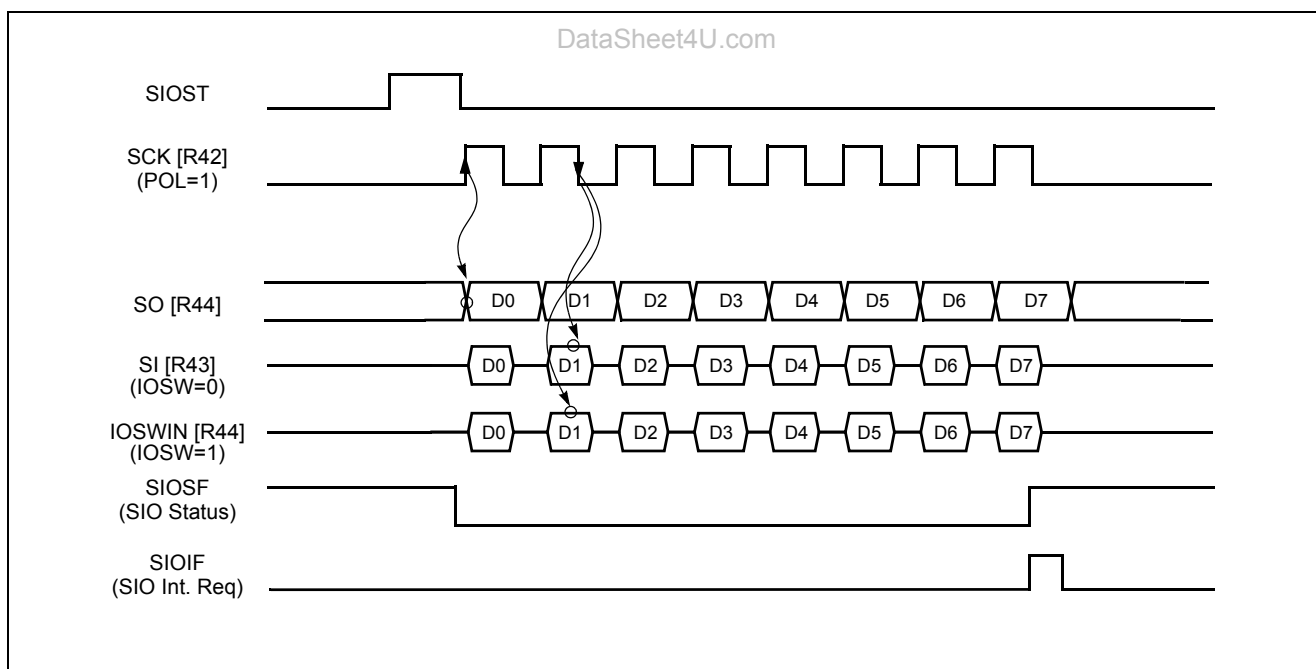 DataSheet4U.com
SIOST
SCK [R42]
(POL=1)
SO [R44]
D0 D1 D2 D3 D4 D5 D6 D7
SI [R43]
(IOSW=0)
D0 D1 D2 D3 D4 D5 D6 D7
IOSWIN [R44]
(IOSW=1)
D0 D1 D2 D3 D4 D5 D6 D7
SIOSF
(SIO Status)
SIOIF
(SIO Int. Req)